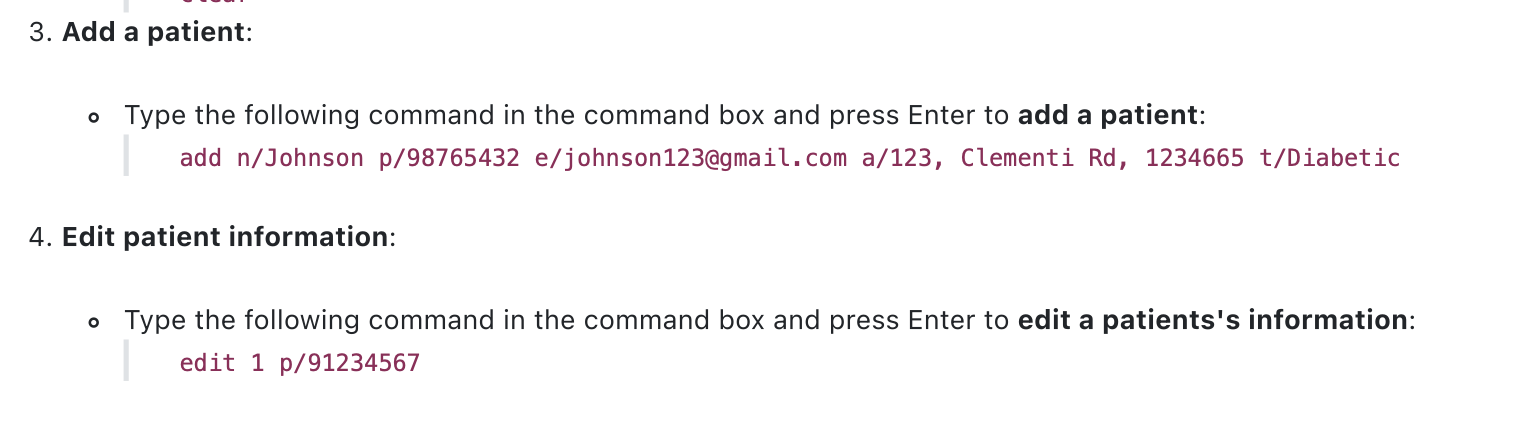 3. Add a patient:
Type the following command in the command box and press Enter to add a patient:
add n/Johnson p/98765432 e/johnson123@gmail.com a/123, Clementi Rd, 1234665 t/Diabetic
4. Edit patient information:
Type the following command in the command box and press Enter to edit a patients's information:
edit 1 p/91234567